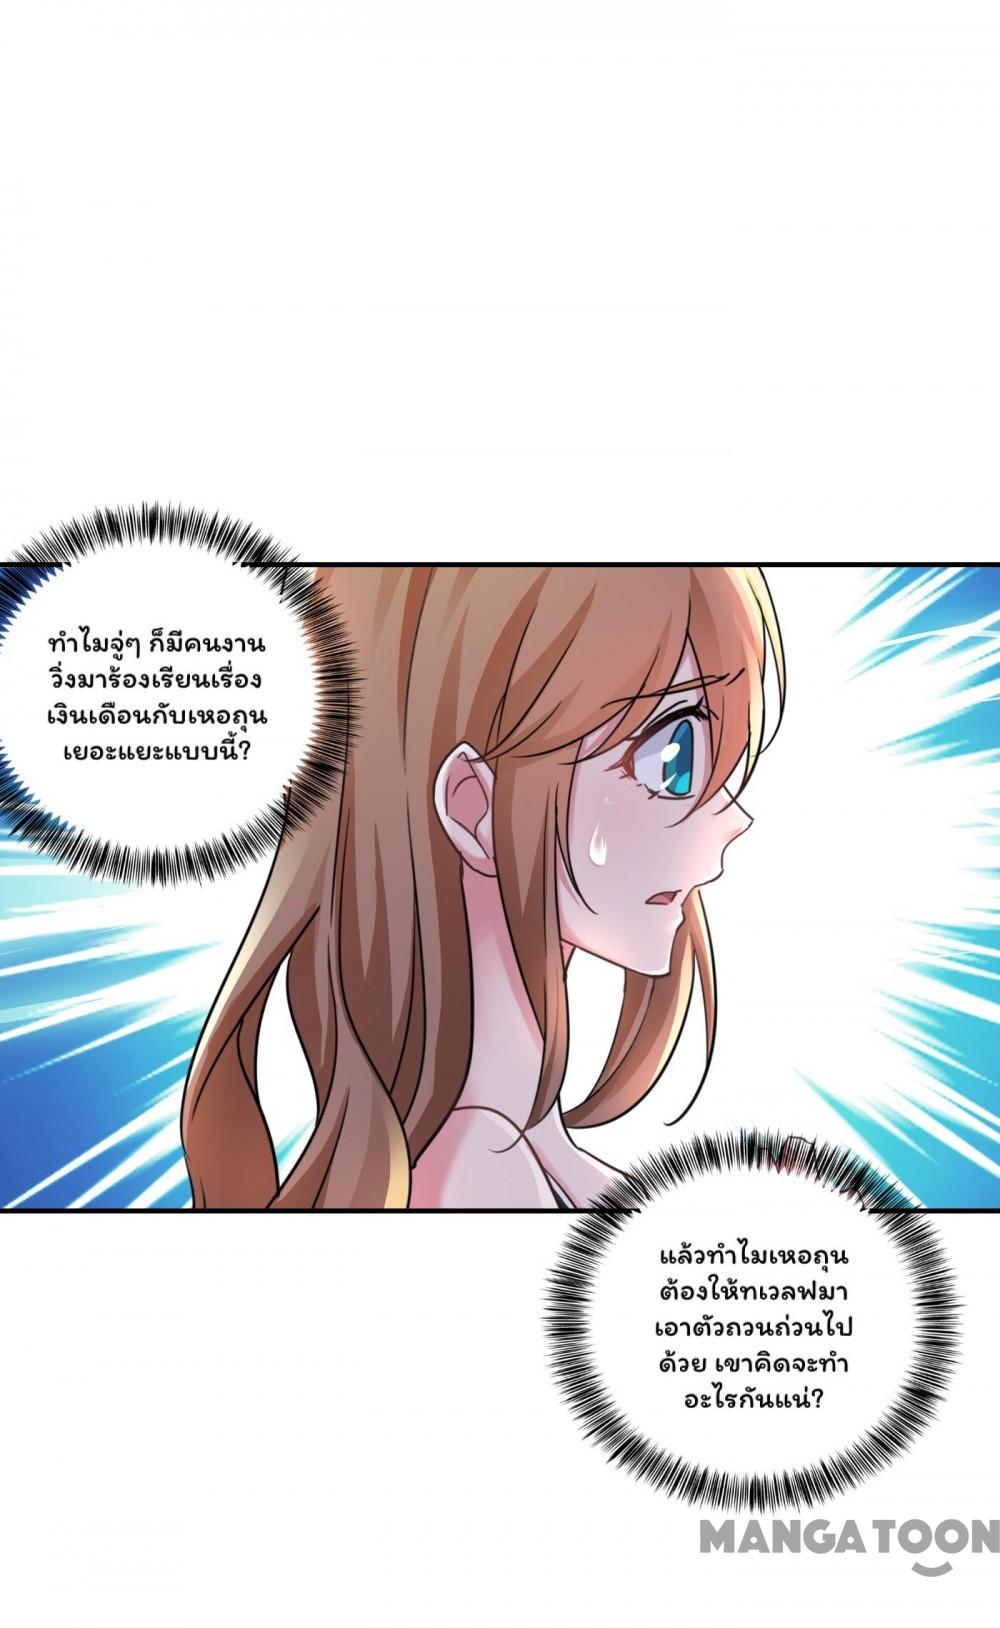 ทำไมจู่ๆ ก็มีคนงาน
วิ่งมาร้องเรียนเรื่อง
เงินเดือนกับเหอถุน
เยอะแยะแบบนี้?
แล้วทำไมเหอถุน
ต้องให้ทเวลฟมา
เอาตัวถวนถ่วนไป
ด้วย เขาคิดจะทำ
อะไรกันแน่?
MANGATOON